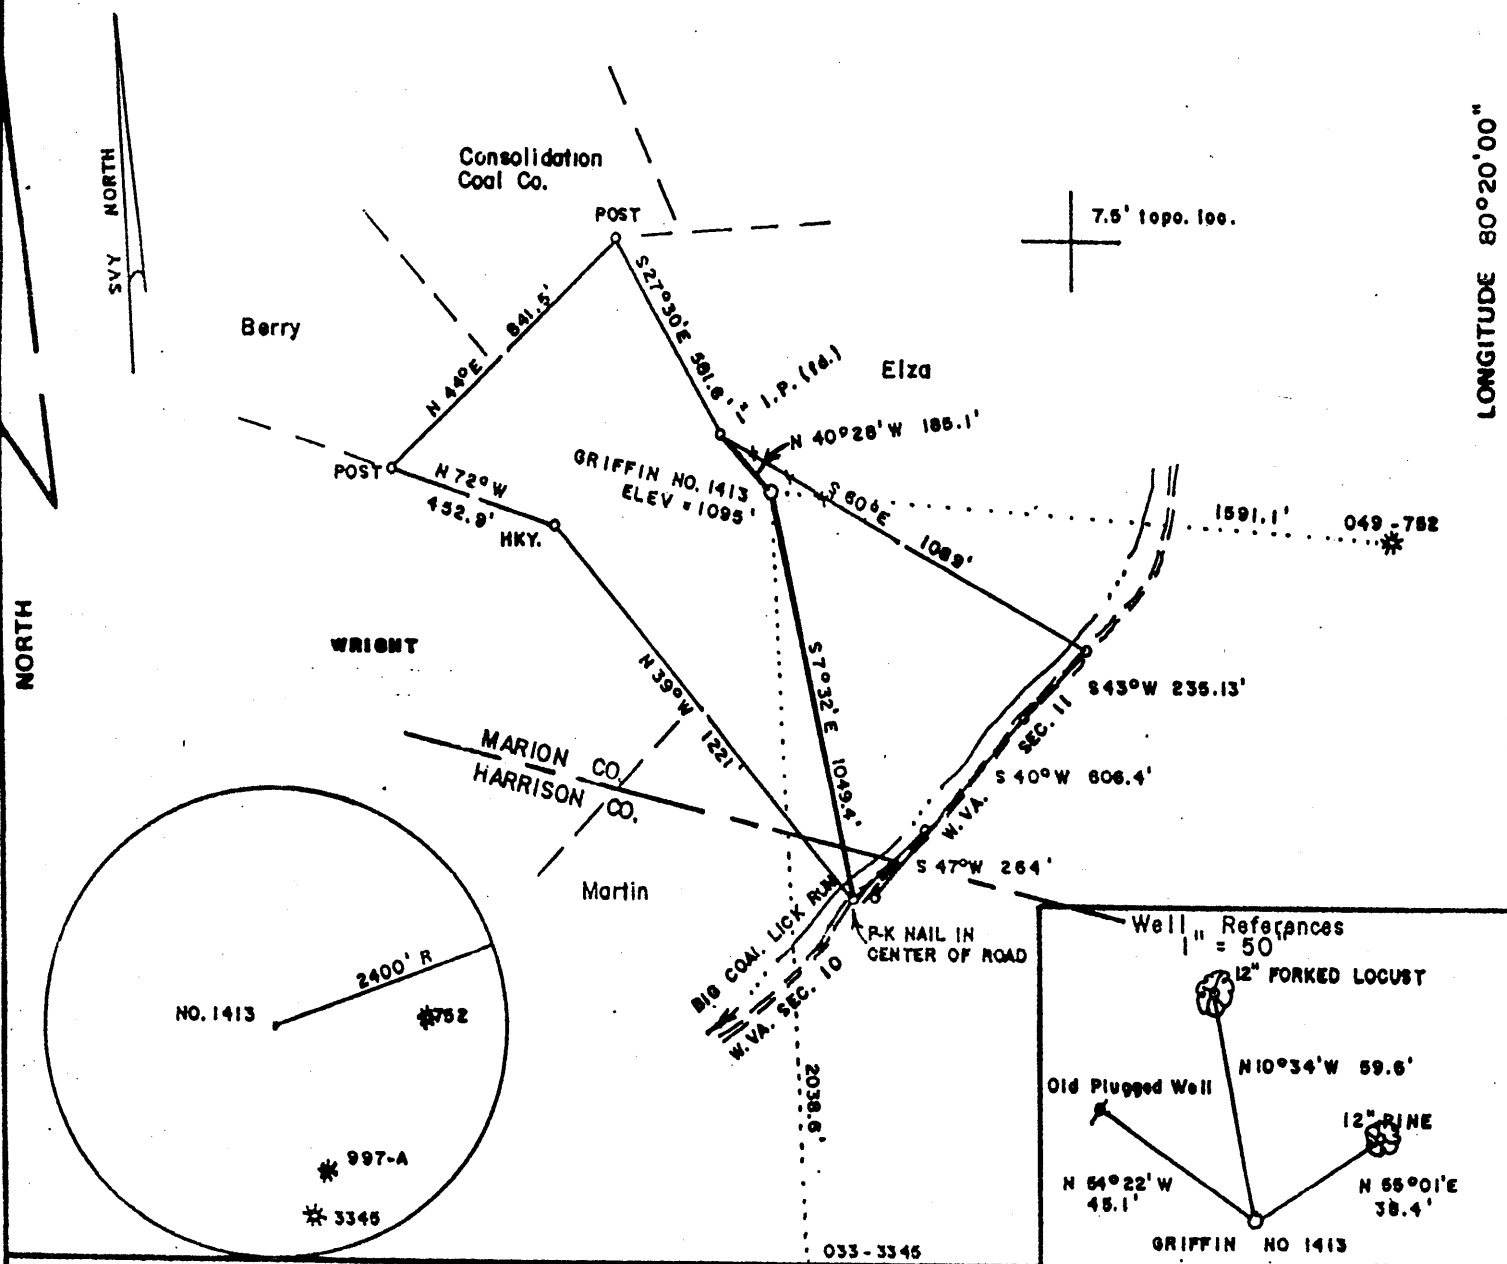 SVY NORTH
NORTH
LONGITUDE 80°20'00"
Consolidation
Coal Co.
POST
7.5' topo. loc.
Berry
N 44°E 841.5'
S27°30'E 561.6'
1" I.P. (fd.)
Elza
N 40°28'W 185.1'
GRIFFIN NO. 1413
ELEV = 1095'
POST
N 72°W
452.9'
HKY.
S 60°E 1089'
1591.1'
049-752
WRIGHT
N 39°W 1221'
S7°32'E 1049.4'
S43°W 235.13'
SEC. 11
S 40°W 606.4'
W. VA.
MARION CO.
HARRISON CO.
S 47°W 264'
Martin
BIG COAL LICK RUN
P-K NAIL IN
CENTER OF ROAD
W. VA. SEC. 10
2038.6'
033-3345
2400' R
NO. 1413
752
997-A
3345
Well References
1" = 50'
12" FORKED LOCUST
N10°34'W 59.6'
Old Plugged Well
12" PINE
N 54°22'W
45.1'
N 55°01'E
38.4'
GRIFFIN NO 1413